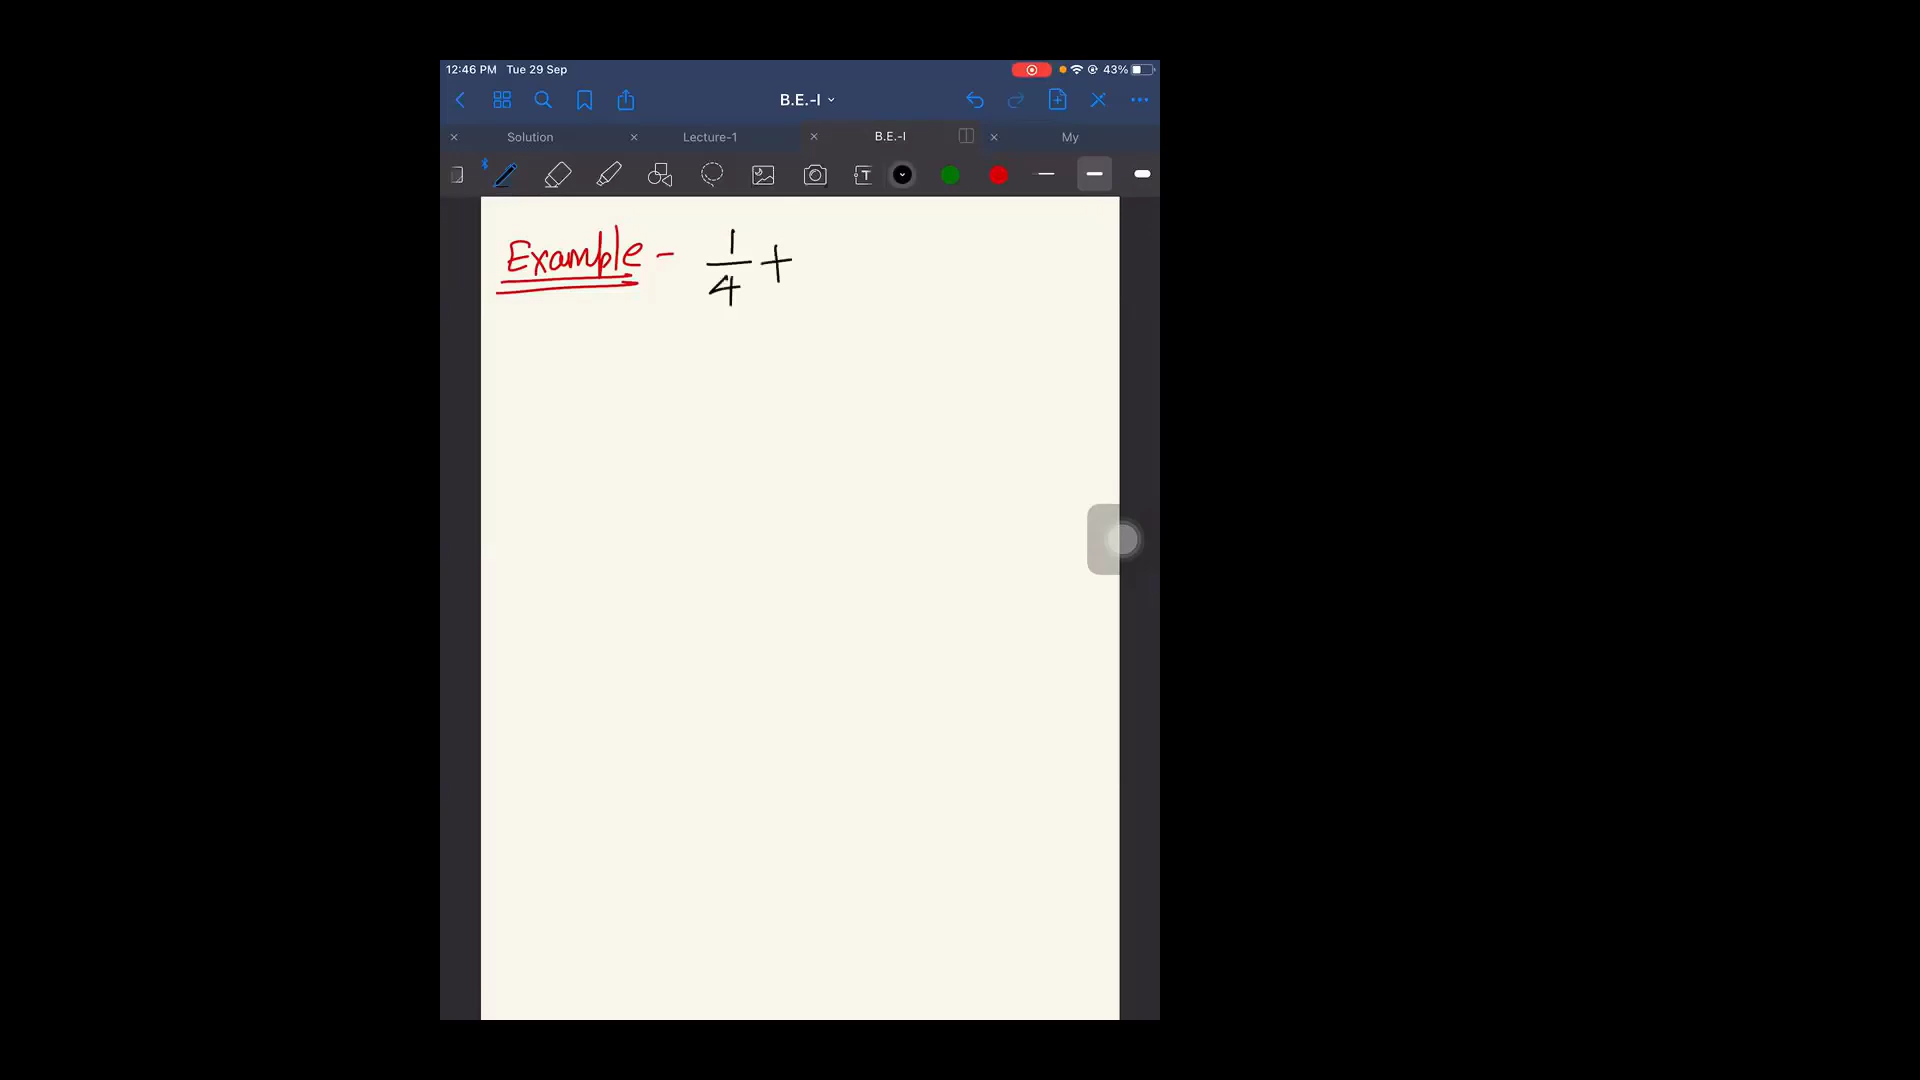 12:46 PM Tue 29 Sep 43%
B.E.-I
Solution Lecture-1 B.E.-I My
T
Example - 1/4 +